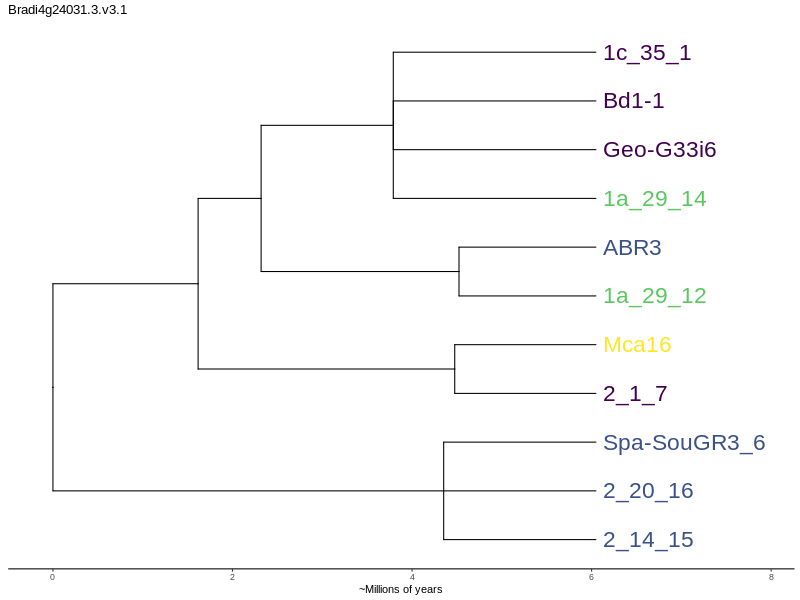 Bradi4g24031.3.v3.1
1c_35_1
Bd1-1
Geo-G33i6
1a_29_14
ABR3
1a_29_12
Mca16
2_1_7
Spa-SouGR3_6
2_20_16
2_14_15
0 2 4 6 8
~Millions of years